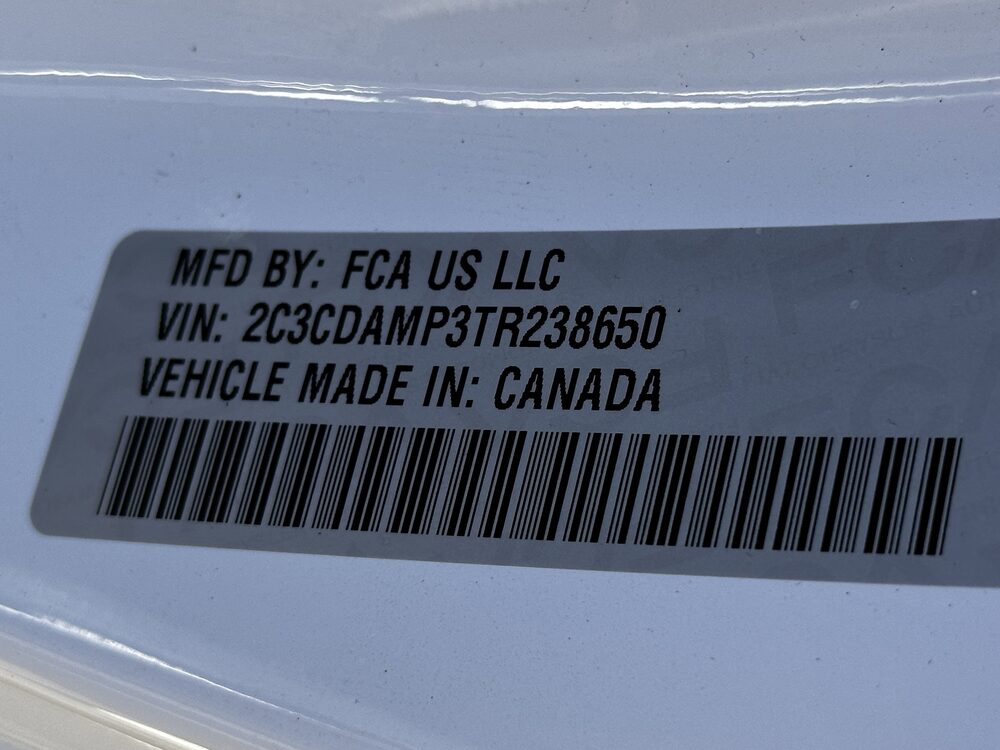 MFD BY: FCA US LLC
VIN: 2C3CDAMP3TR238650
VEHICLE MADE IN: CANADA